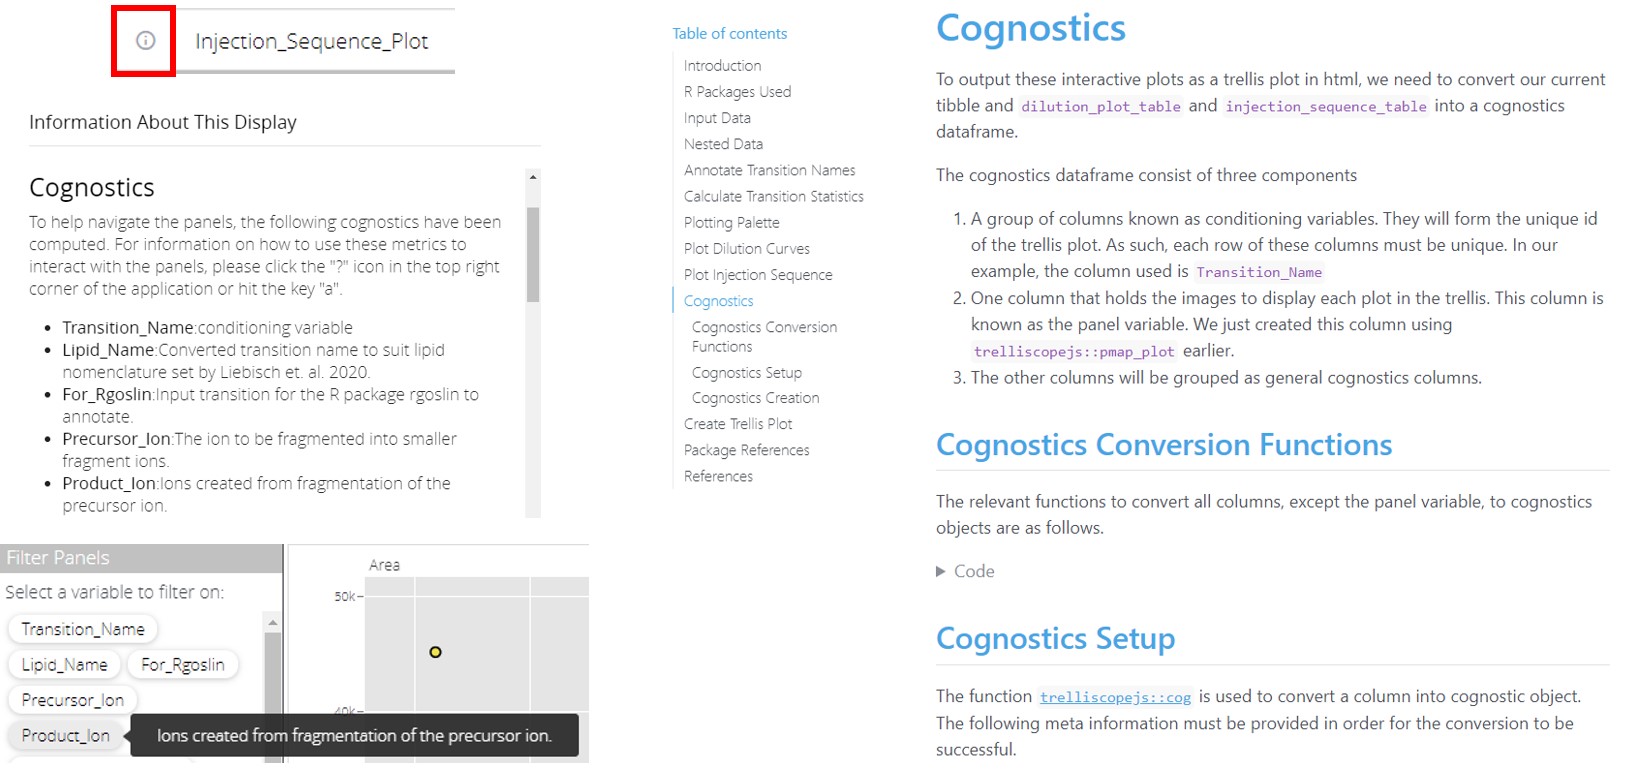 Injection_Sequence_Plot
Information About This Display
Cognostics
To help navigate the panels, the following cognostics have been
computed. For information on how to use these metrics to
interact with the panels, please click the "?" icon in the top right
corner of the application or hit the key "a".
• Transition_Name:conditioning variable
• Lipid_Name:Converted transition name to suit lipid
nomenclature set by Liebisch et. al. 2020.
• For_Rgoslin:Input transition for the R package rgoslin to
annotate.
• Precursor_Ion:The ion to be fragmented into smaller
fragment ions.
• Product_Ion:Ions created from fragmentation of the
precursor ion.
Filter Panels
Select a variable to filter on:
Transition_Name
Lipid_Name For_Rgoslin
Precursor_Ion
Product_Ion
Ions created from fragmentation of the precursor ion.
Area
50k
40k
Table of contents
Introduction
R Packages Used
Input Data
Nested Data
Annotate Transition Names
Calculate Transition Statistics
Plotting Palette
Plot Dilution Curves
Plot Injection Sequence
Cognostics
Cognostics Conversion
Functions
Cognostics Setup
Cognostics Creation
Create Trellis Plot
Package References
References
Cognostics
To output these interactive plots as a trellis plot in html, we need to convert our current
tibble and dilution_plot_table and injection_sequence_table into a cognostics
dataframe.
The cognostics dataframe consist of three components
1. A group of columns known as conditioning variables. They will form the unique id
of the trellis plot. As such, each row of these columns must be unique. In our
example, the column used is Transition_Name
2. One column that holds the images to display each plot in the trellis. This column is
known as the panel variable. We just created this column using
trelliscopejs::pmap_plot earlier.
3. The other columns will be grouped as general cognostics columns.
Cognostics Conversion Functions
The relevant functions to convert all columns, except the panel variable, to cognostics
objects are as follows.
Code
Cognostics Setup
The function trelliscopejs::cog is used to convert a column into cognostic object.
The following meta information must be provided in order for the conversion to be
successful.